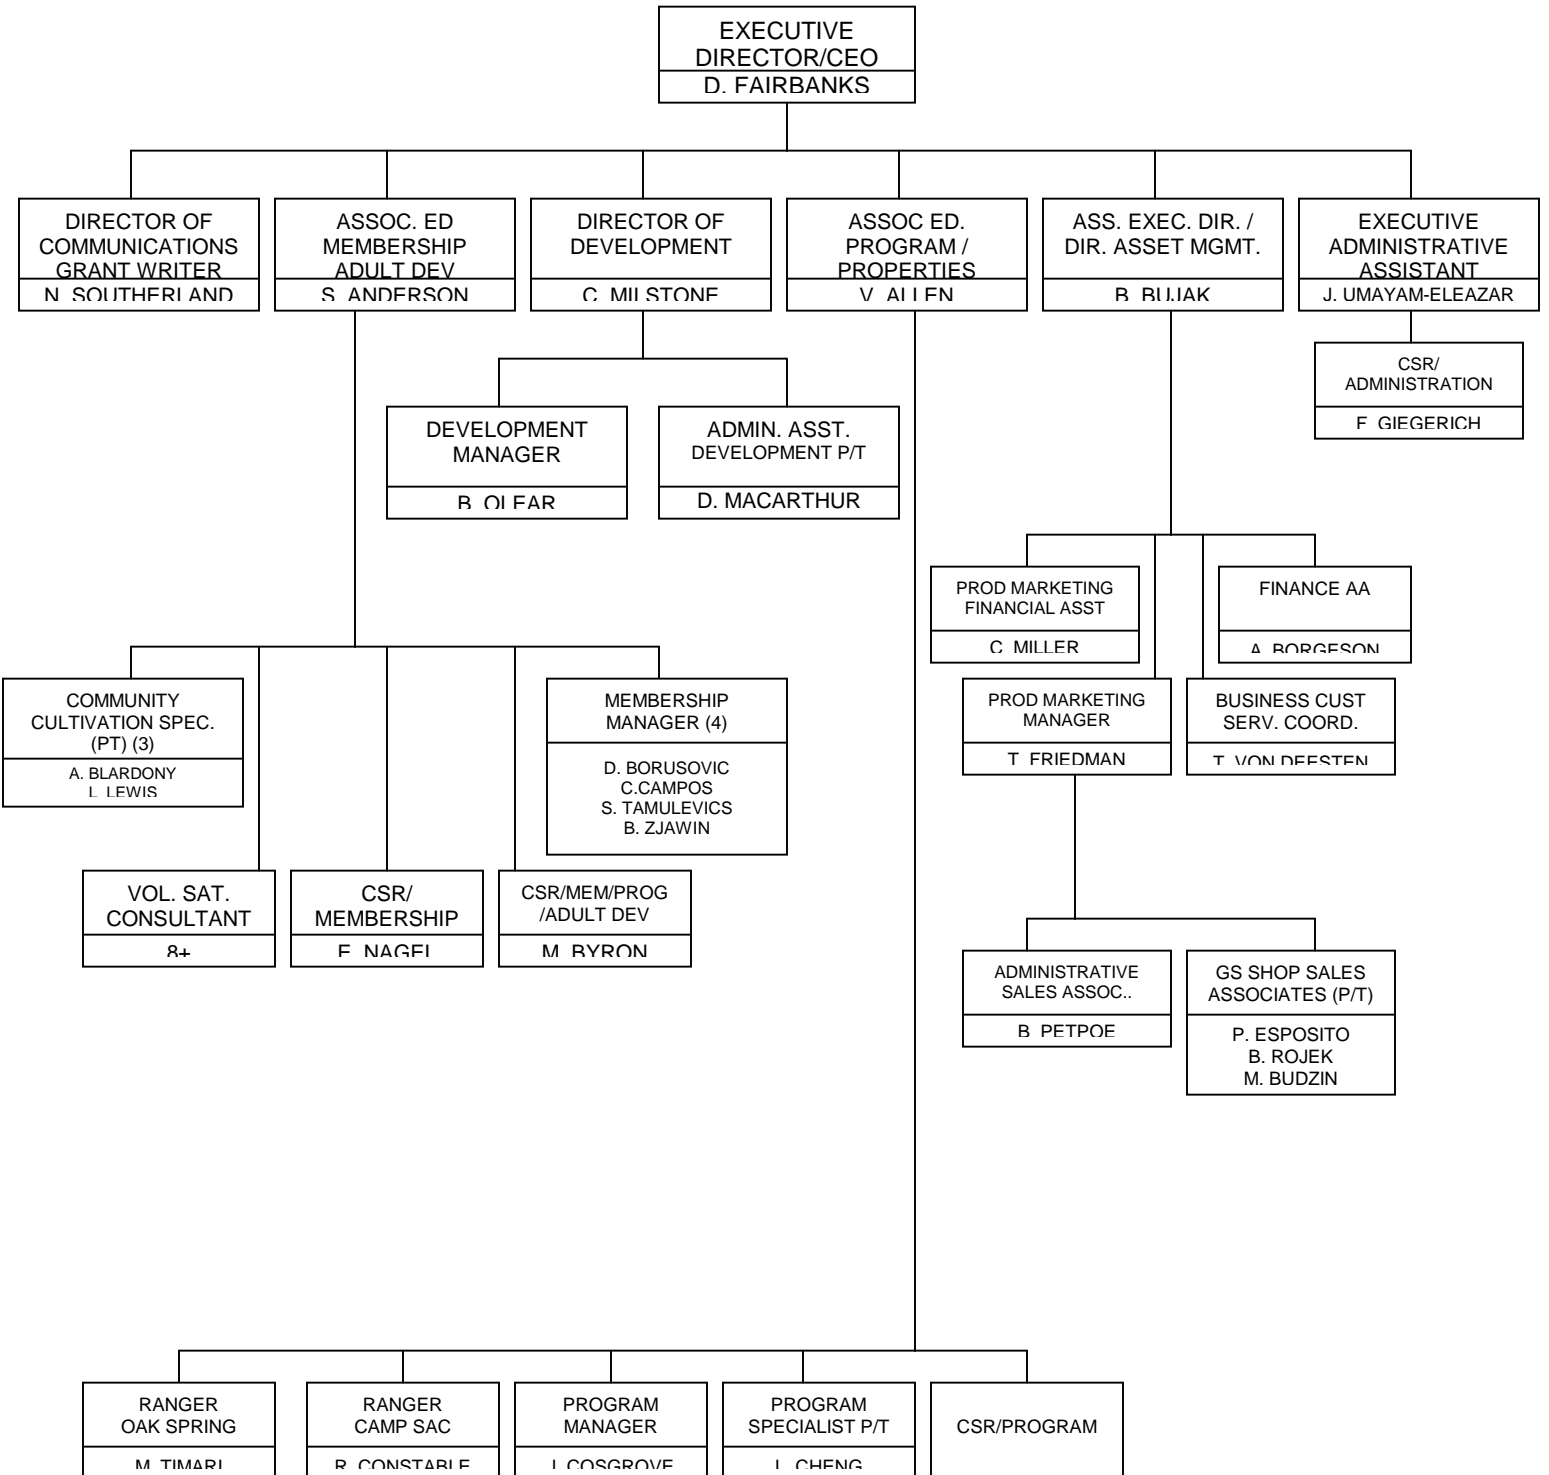 EXECUTIVE
DIRECTOR/CEO
D. FAIRBANKS
DIRECTOR OF
COMMUNICATIONS
GRANT WRITER
N. SOUTHERLAND
ASSOC. ED
MEMBERSHIP
ADULT DEV
S. ANDERSON
DIRECTOR OF
DEVELOPMENT
C. MILSTONE
ASSOC ED.
PROGRAM /
PROPERTIES
V. ALLEN
ASS. EXEC. DIR. /
DIR. ASSET MGMT.
B. BUJAK
EXECUTIVE
ADMINISTRATIVE
ASSISTANT
J. UMAYAM-ELEAZAR
CSR/
ADMINISTRATION
GIEGERICH
DEVELOPMENT
MANAGER
B. OLEAR
ADMIN. ASST.
DEVELOPMENT P/T
D. MACARTHUR
PROD MARKETING
FINANCIAL ASST
C. MILLER
FINANCE AA
A. BORGESON
COMMUNITY
CULTIVATION SPEC.
(PT) (3)
A. BLARDONY
L. LEWIS
MEMBERSHIP
MANAGER (4)
D. BORUSOVIC
C.CAMPOS
S. TAMULEVICS
B. ZJAWIN
PROD MARKETING
MANAGER
T. FRIEDMAN
BUSINESS CUST
SERV. COORD.
T. VON DEESTEN
VOL. SAT.
CONSULTANT
8+
CSR/
MEMBERSHIP
NAGEL
CSR/MEM/PROG
/ADULT DEV
M. BYRON
ADMINISTRATIVE
SALES ASSOC..
B. PETPOE
GS SHOP SALES
ASSOCIATES (P/T)
P. ESPOSITO
B. ROJEK
M. BUDZIN
RANGER
OAK SPRING
M. TIMARI
RANGER
CAMP SAC
R. CONSTABLE
PROGRAM
MANAGER
COSGROVE
PROGRAM
SPECIALIST P/T
L. CHENG
CSR/PROGRAM